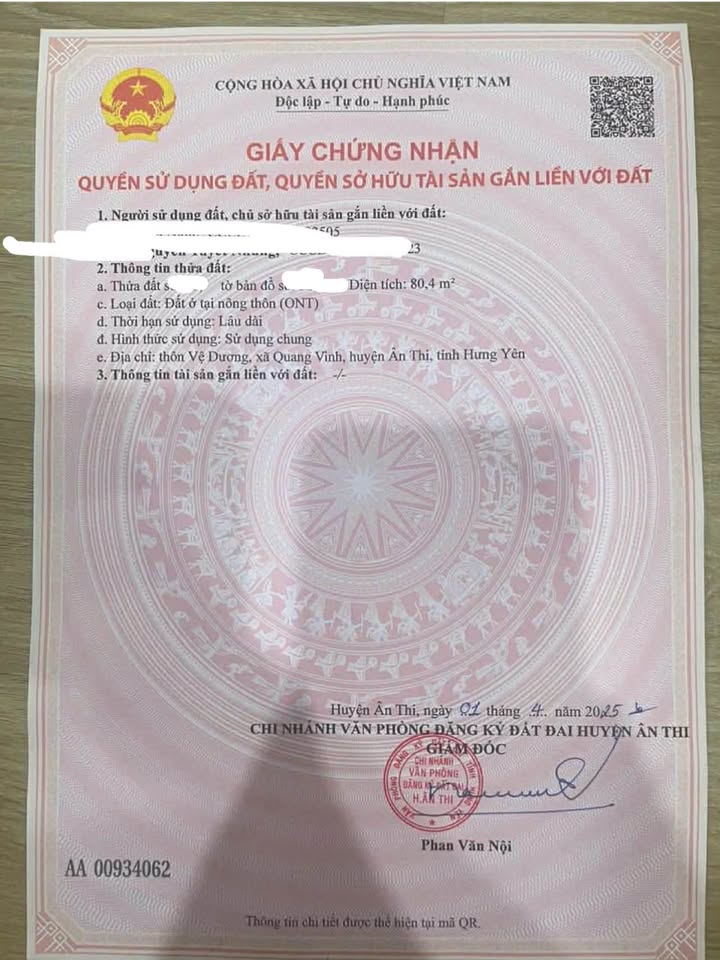 CỘNG HÒA XÃ HỘI CHỦ NGHĨA VIỆT NAM
Độc lập - Tự do - Hạnh phúc
GIẤY CHỨNG NHẬN
QUYỀN SỬ DỤNG ĐẤT, QUYỀN SỞ HỮU TÀI SẢN GẮN LIỀN VỚI ĐẤT
1. Người sử dụng đất, chủ sở hữu tài sản gắn liền với đất:
2. Thông tin thửa đất:
a. Thửa đất tờ bản đồ Diện tích: 80,4 m²
c. Loại đất: Đất ở tại nông thôn (ONT)
d. Thời hạn sử dụng: Lâu dài
đ. Hình thức sử dụng: Sử dụng chung
e. Địa chỉ: thôn Vệ Dương, xã Quang Vinh, huyện Ân Thi, tỉnh Hưng Yên
3. Thông tin tài sản gắn liền với đất: -/-
Huyện Ân Thi, ngày 01 tháng 4 năm 2025
CHI NHÁNH VĂN PHÒNG ĐĂNG KÝ ĐẤT ĐAI HUYỆN ÂN THI
GIÁM ĐỐC
CHI NHÁNH
VĂN PHÒNG
ĐĂNG KÝ ĐẤT ĐAI
H.ÂN THI
Phan Văn Nội
AA 00934062
Thông tin chi tiết được thể hiện tại mã QR.